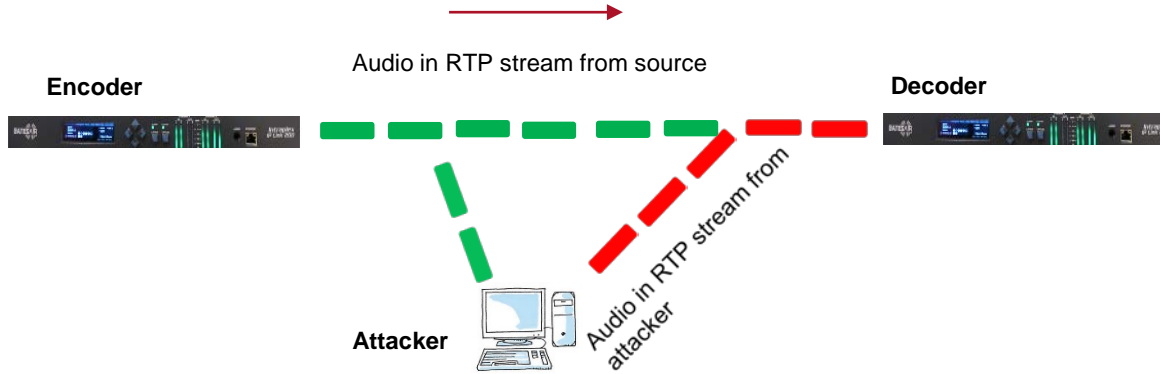 Audio in RTP stream from source
Encoder
Decoder
Audio in RTP stream from
attacker
Attacker